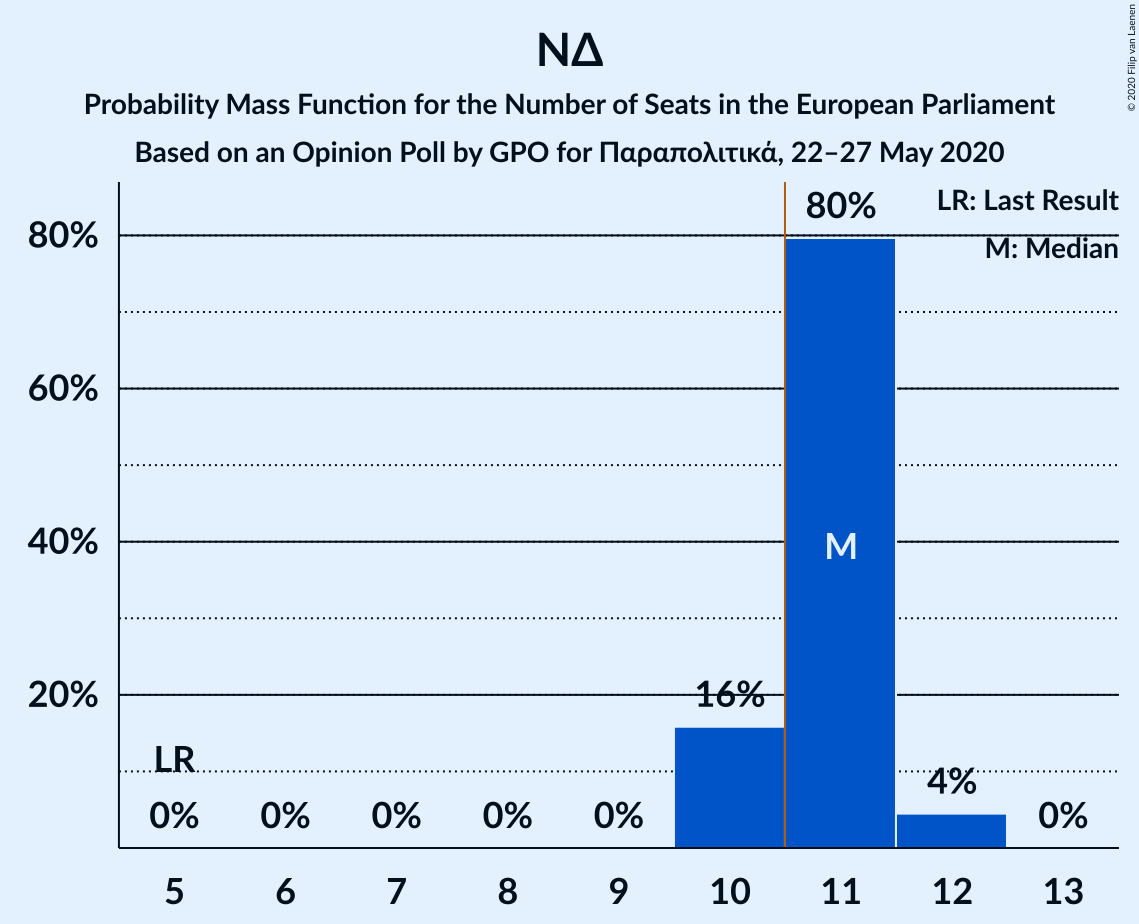 ΝΔ
Probability Mass Function for the Number of Seats in the European Parliament
Based on an Opinion Poll by GPO for Παραπολιτικά, 22–27 May 2020
© 2020 Filip van Laenen
LR: Last Result
M: Median
80%
60%
40%
20%
LR
0%
0%
0%
0%
0%
16%
80%
M
4%
0%
5
6
7
8
9
10
11
12
13